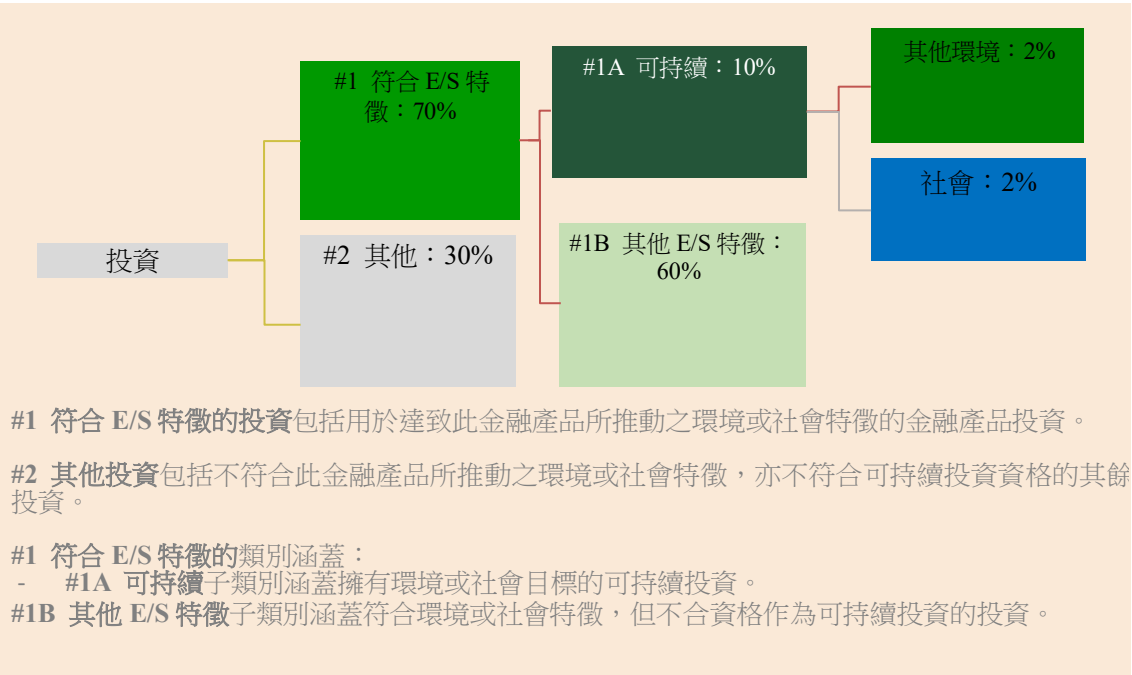 投資
#1 符合 E/S 特
徵：70%
#2 其他：30%
#1A 可持續：10%
#1B 其他 E/S 特徵：
60%
其他環境：2%
社會：2%
#1 符合 E/S 特徵的投資包括用於達致此金融產品所推動之環境或社會特徵的金融產品投資。
#2 其他投資包括不符合此金融產品所推動之環境或社會特徵，亦不符合可持續投資資格的其餘
投資。
#1 符合 E/S 特徵的類別涵蓋：
- #1A 可持續子類別涵蓋擁有環境或社會目標的可持續投資。
#1B 其他 E/S 特徵子類別涵蓋符合環境或社會特徵，但不合資格作為可持續投資的投資。